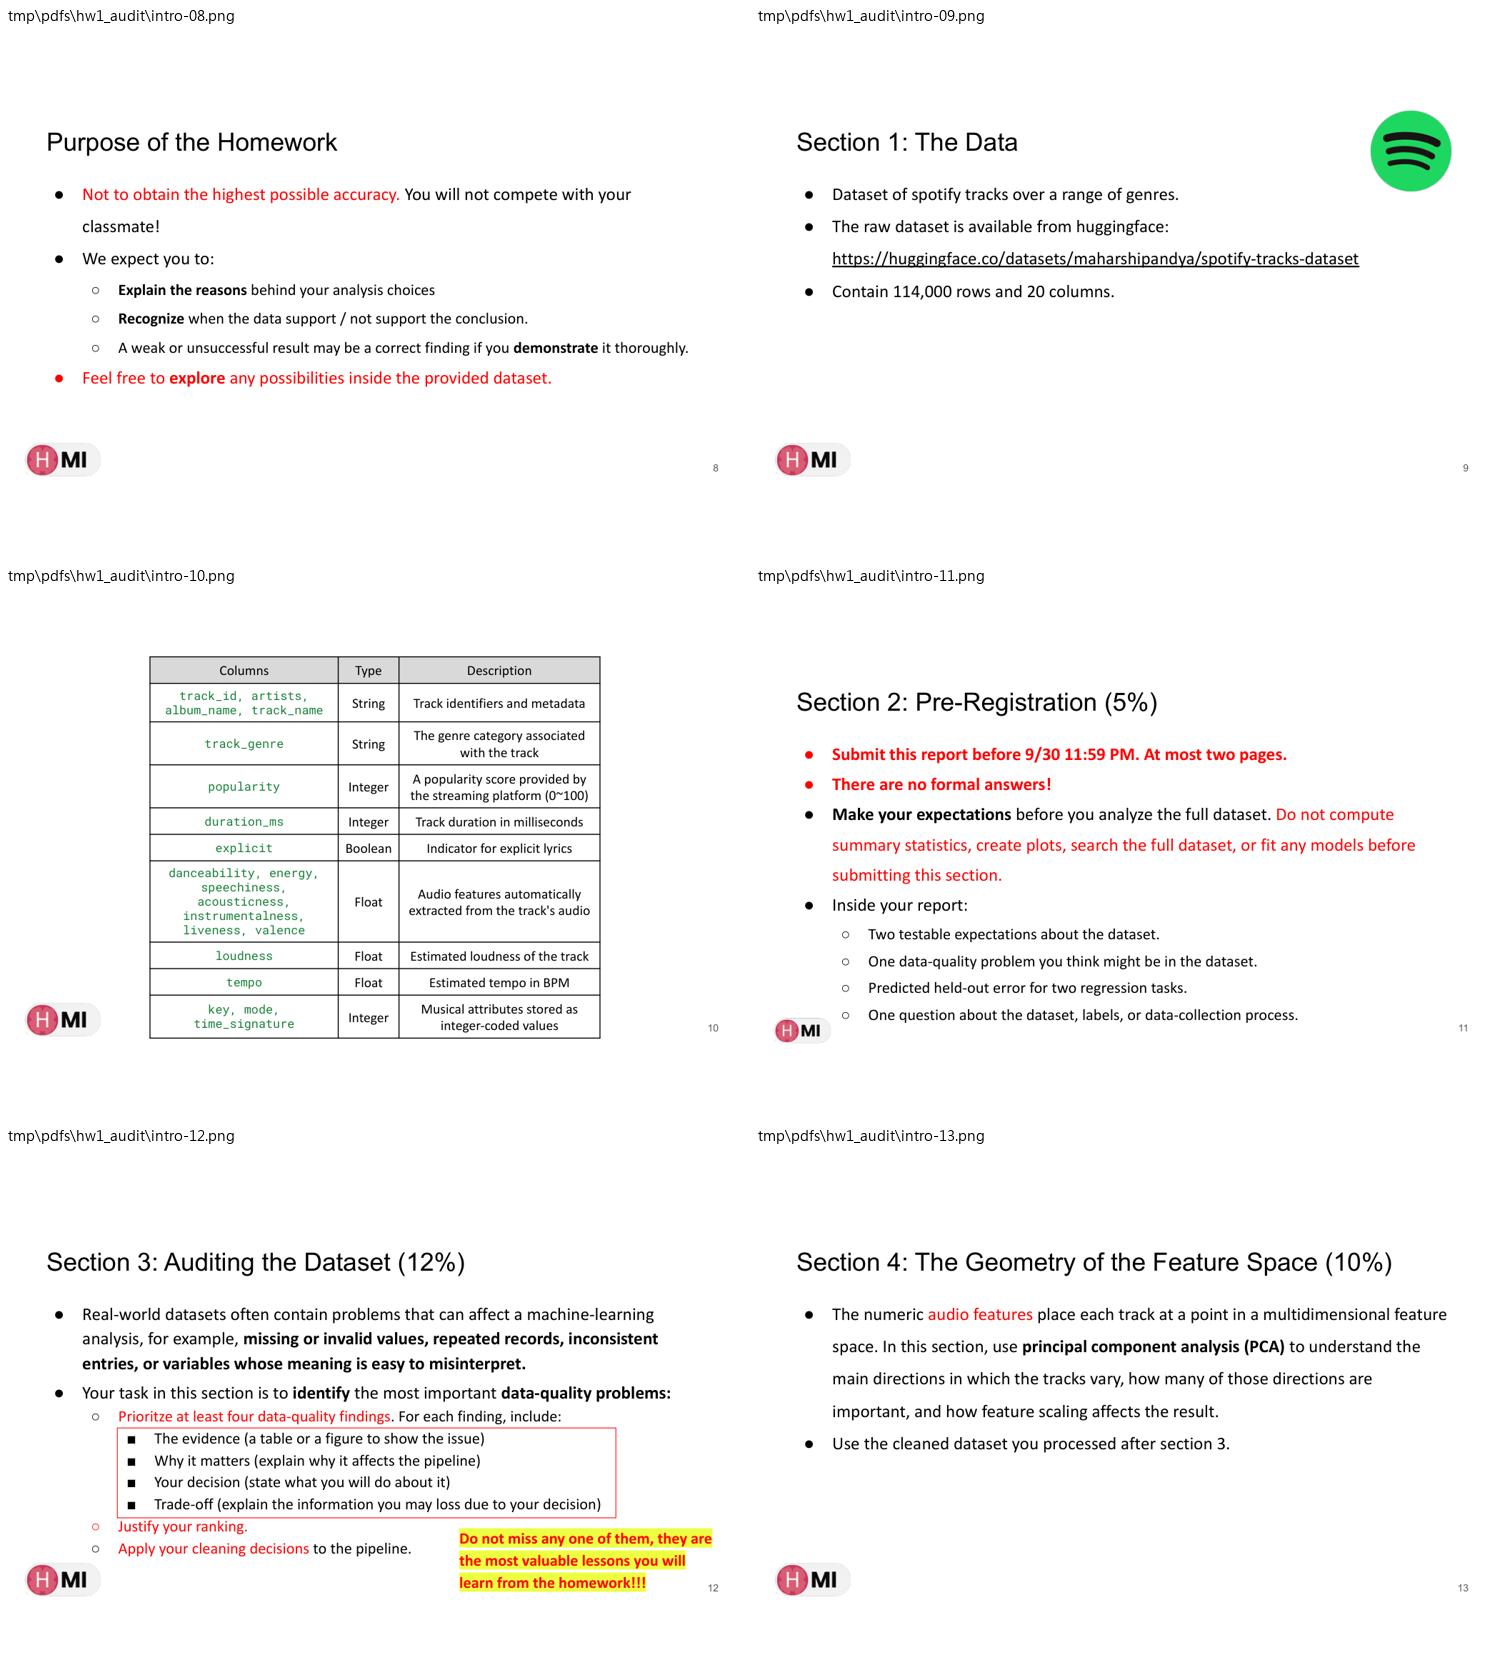 tmp\pdfs\hw1_audit\intro-08.png
Purpose of the Homework
● Not to obtain the highest possible accuracy. You will not compete with your
classmate!
● We expect you to:
○ Explain the reasons behind your analysis choices
○ Recognize when the data support / not support the conclusion.
○ A weak or unsuccessful result may be a correct finding if you demonstrate it thoroughly.
● Feel free to explore any possibilities inside the provided dataset.
H MI
8
tmp\pdfs\hw1_audit\intro-09.png
Section 1: The Data
● Dataset of spotify tracks over a range of genres.
● The raw dataset is available from huggingface:
https://huggingface.co/datasets/maharshipandya/spotify-tracks-dataset
● Contain 114,000 rows and 20 columns.
H MI
9
tmp\pdfs\hw1_audit\intro-10.png
Columns Type Description
track_id, artists,
album_name, track_name
String
Track identifiers and metadata
track_genre
String
The genre category associated
with the track
popularity
Integer
A popularity score provided by
the streaming platform (0~100)
duration_ms Integer Track duration in milliseconds
explicit Boolean Indicator for explicit lyrics
danceability, energy,
speechiness,
acousticness,
instrumentalness,
liveness, valence
Float
Audio features automatically
extracted from the track's audio
loudness Float Estimated loudness of the track
tempo Float Estimated tempo in BPM
key, mode,
time_signature
Integer
Musical attributes stored as
integer-coded values
H MI
10
tmp\pdfs\hw1_audit\intro-11.png
Section 2: Pre-Registration (5%)
● Submit this report before 9/30 11:59 PM. At most two pages.
● There are no formal answers!
● Make your expectations before you analyze the full dataset. Do not compute
summary statistics, create plots, search the full dataset, or fit any models before
submitting this section.
● Inside your report:
○ Two testable expectations about the dataset.
○ One data-quality problem you think might be in the dataset.
○ Predicted held-out error for two regression tasks.
○ One question about the dataset, labels, or data-collection process.
H MI
11
tmp\pdfs\hw1_audit\intro-12.png
Section 3: Auditing the Dataset (12%)
● Real-world datasets often contain problems that can affect a machine-learning
analysis, for example, missing or invalid values, repeated records, inconsistent
entries, or variables whose meaning is easy to misinterpret.
● Your task in this section is to identify the most important data-quality problems:
○ Prioritze at least four data-quality findings. For each finding, include:
■ The evidence (a table or a figure to show the issue)
■ Why it matters (explain why it affects the pipeline)
■ Your decision (state what you will do about it)
■ Trade-off (explain the information you may loss due to your decision)
○ Justify your ranking.
○ Apply your cleaning decisions to the pipeline.
Do not miss any one of them, they are
the most valuable lessons you will
learn from the homework!!!
H MI
12
tmp\pdfs\hw1_audit\intro-13.png
Section 4: The Geometry of the Feature Space (10%)
● The numeric audio features place each track at a point in a multidimensional feature
space. In this section, use principal component analysis (PCA) to understand the
main directions in which the tracks vary, how many of those directions are
important, and how feature scaling affects the result.
● Use the cleaned dataset you processed after section 3.
H MI
13